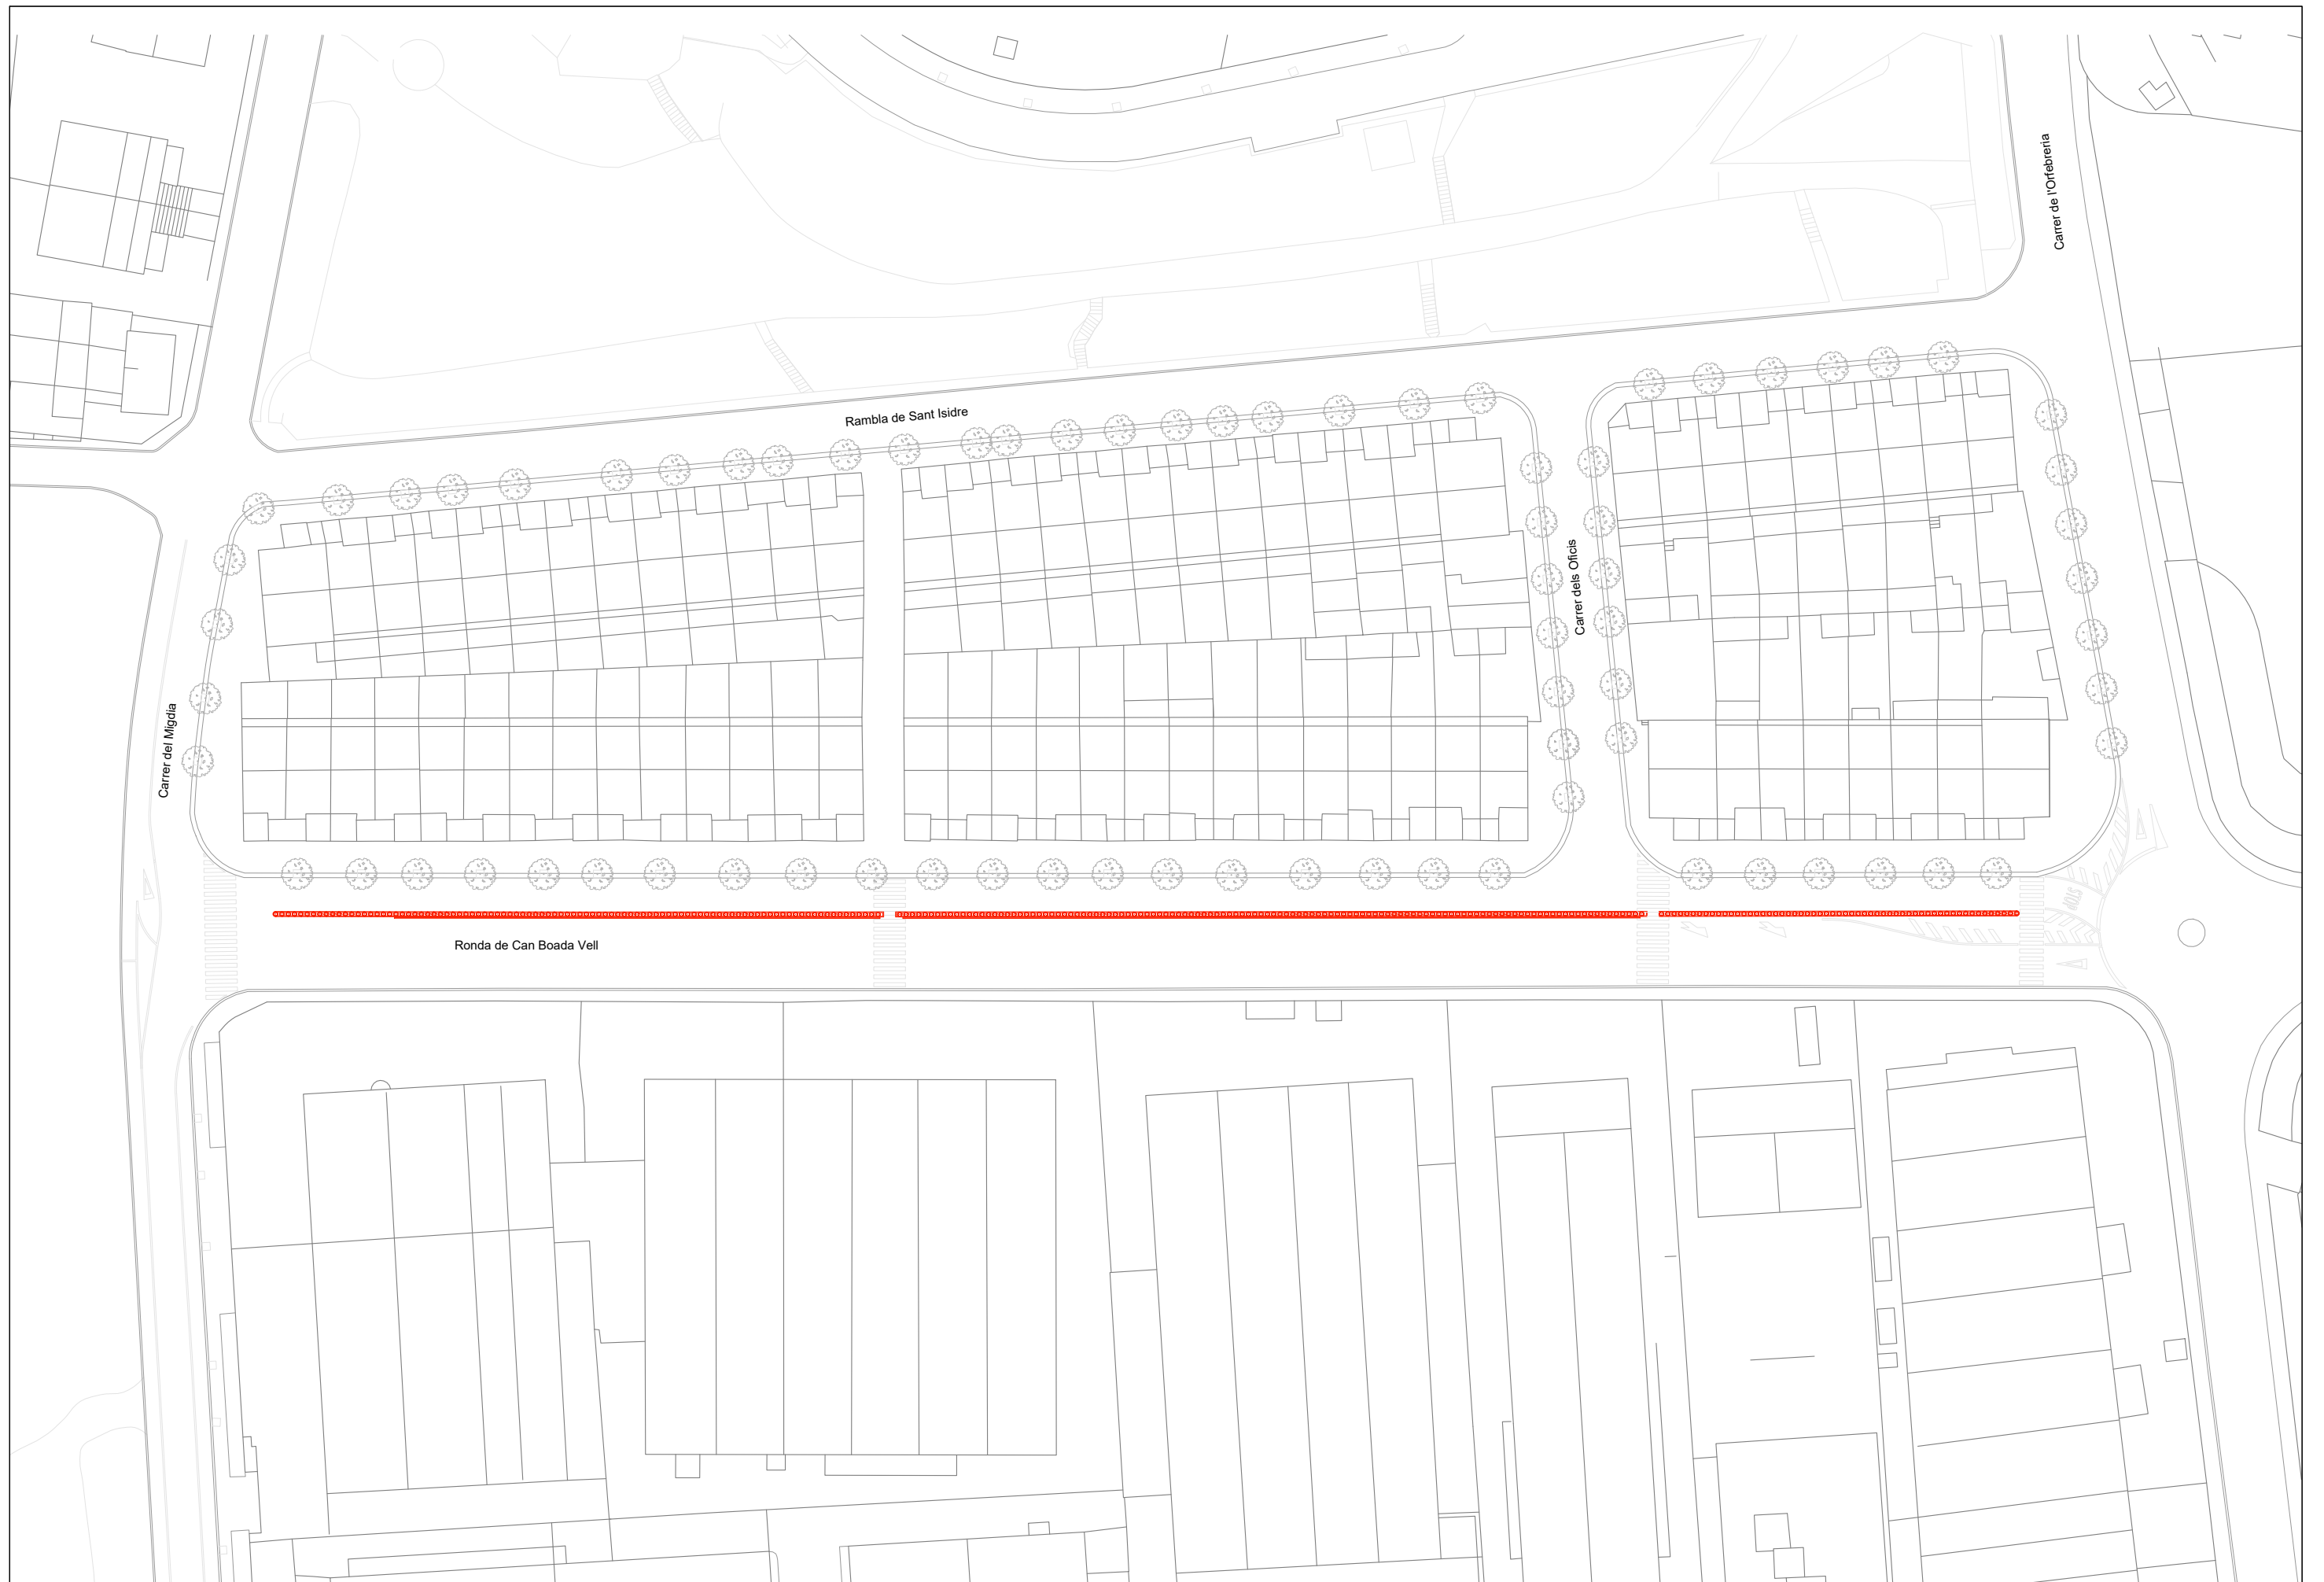 Carrer de l'Orfebreria
Rambla de Sant Isidre
Carrer dels Oficis
Carrer del Migdia
Ronda de Can Boada Vell